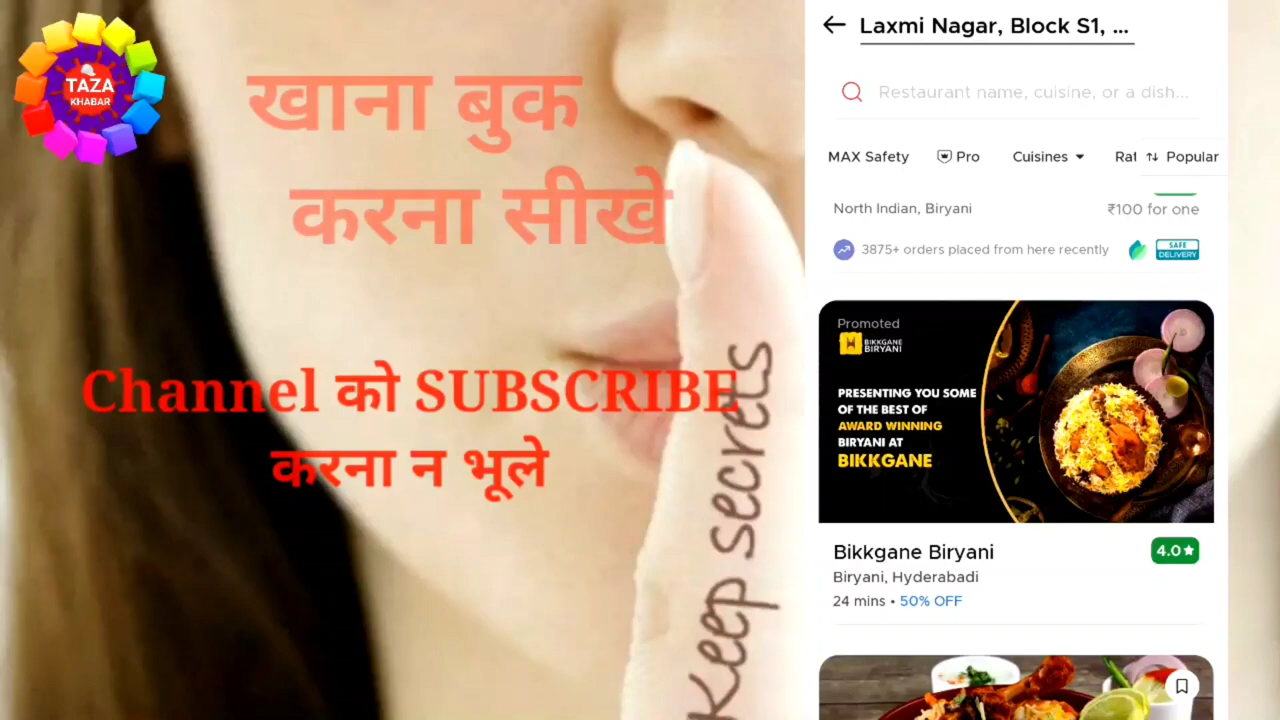 TAZA
KHABAR
खाना बुक
करना सीखे
Channel को SUBSCRIBE
करना न भूले
Keep secrets
Laxmi Nagar, Block S1, ...
Restaurant name, cuisine, or a dish...
MAX Safety Pro Cuisines Rat Popular
North Indian, Biryani ₹100 for one
3875+ orders placed from here recently SAFE DELIVERY
Promoted
BIKKGANE
BIRYANI
PRESENTING YOU SOME
OF THE BEST OF
AWARD WINNING
BIRYANI AT
BIKKGANE
Bikkgane Biryani 4.0
Biryani, Hyderabadi
24 mins • 50% OFF